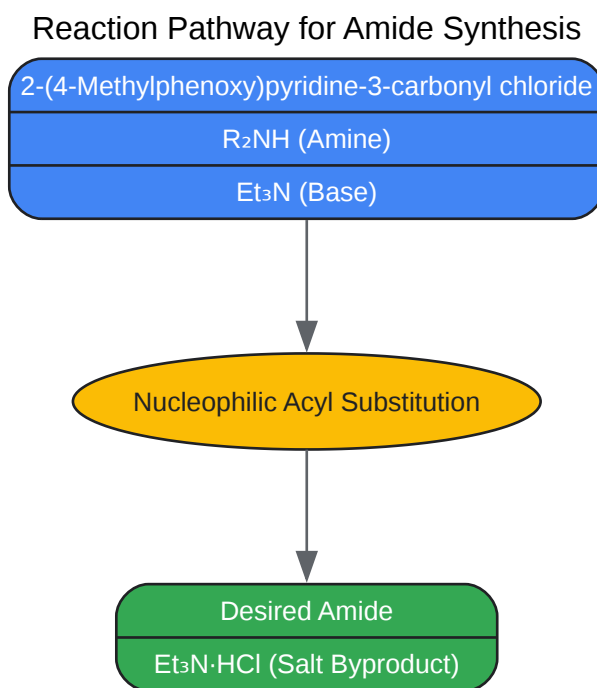 Reaction Pathway for Amide Synthesis
2-(4-Methylphenoxy)pyridine-3-carbonyl chloride
R₂NH (Amine)
Et₃N (Base)
Nucleophilic Acyl Substitution
Desired Amide
Et₃N·HCl (Salt Byproduct)